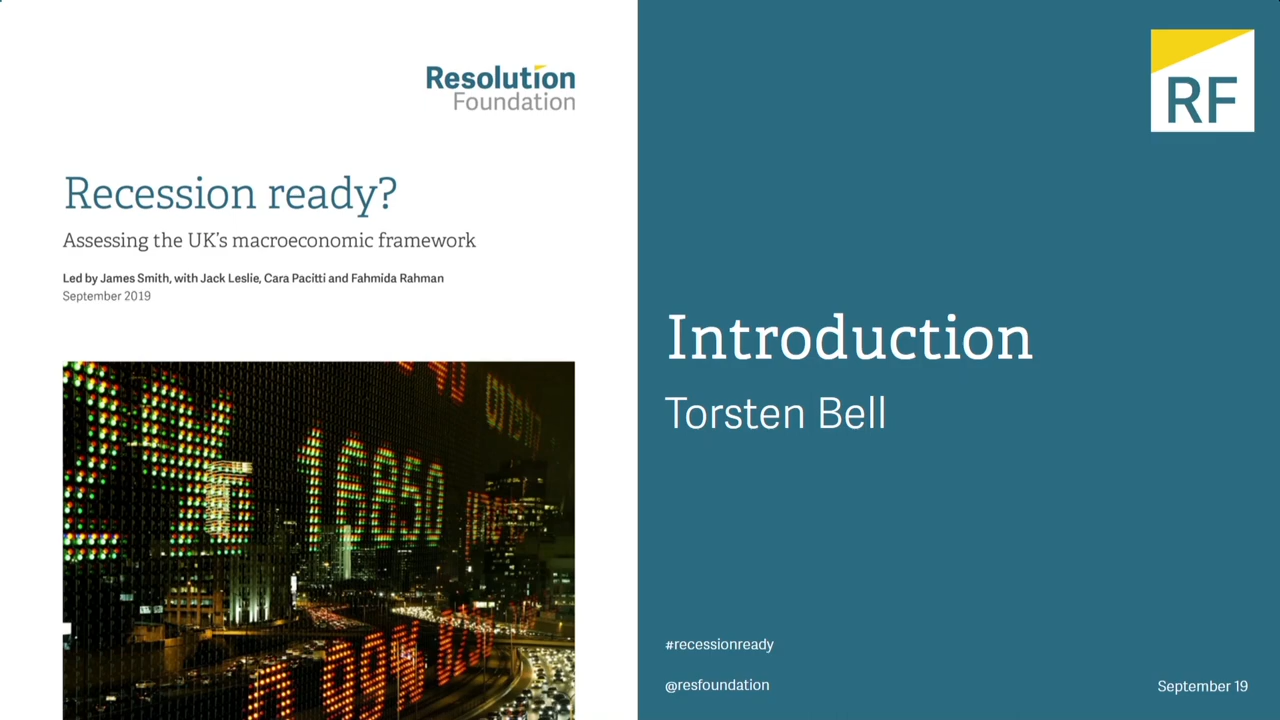 Resolution
Foundation
Recession ready?
Assessing the UK's macroeconomic framework
Led by James Smith, with Jack Leslie, Cara Pacitti and Fahmida Rahman
September 2019
16850
RF
Introduction
Torsten Bell
#recessionready
@resfoundation
September 19